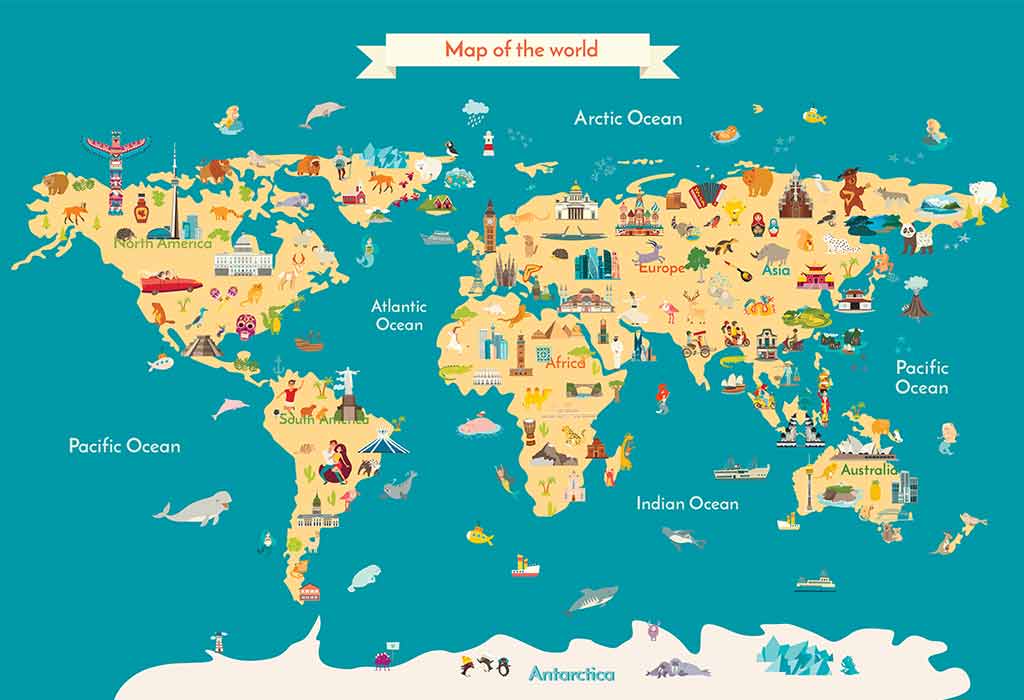 Map of the world
Arctic Ocean
North America
Europe
Asia
Atlantic
Ocean
Africa
Pacific
Ocean
South America
Pacific Ocean
Australia
Indian Ocean
Antarctica